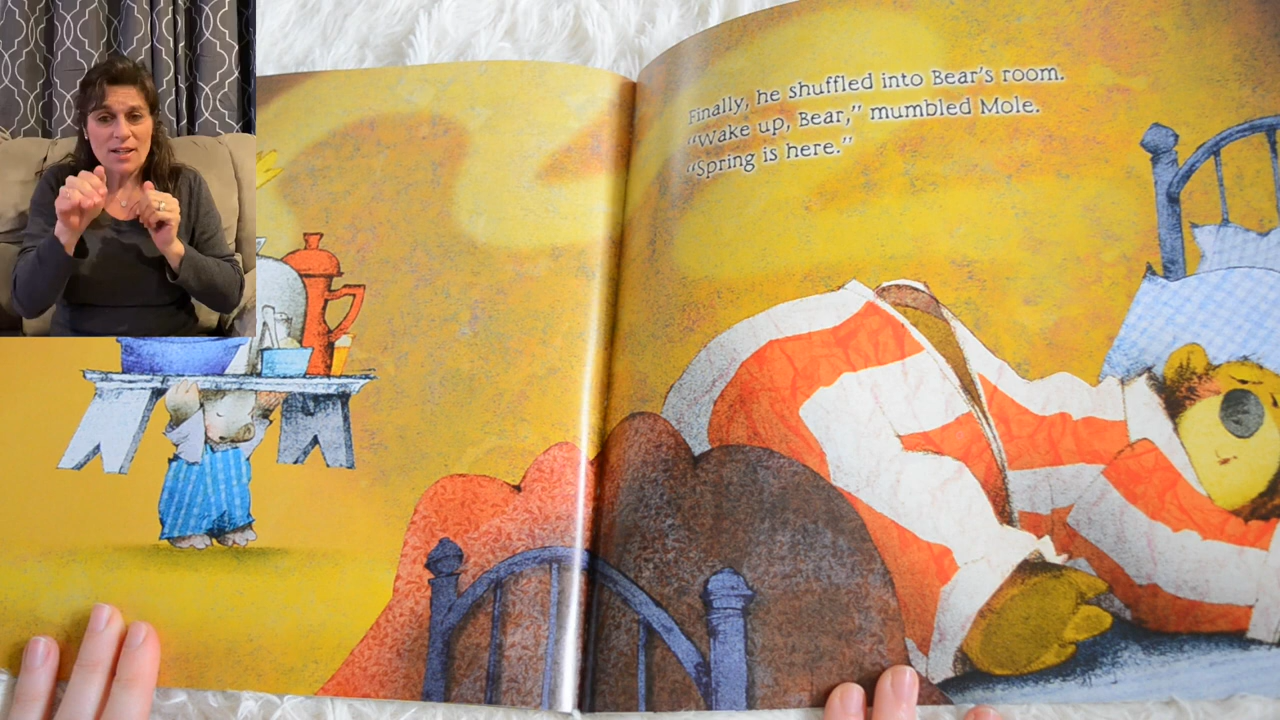 Finally, he shuffled into Bear's room.
"Wake up, Bear," mumbled Mole.
"Spring is here."